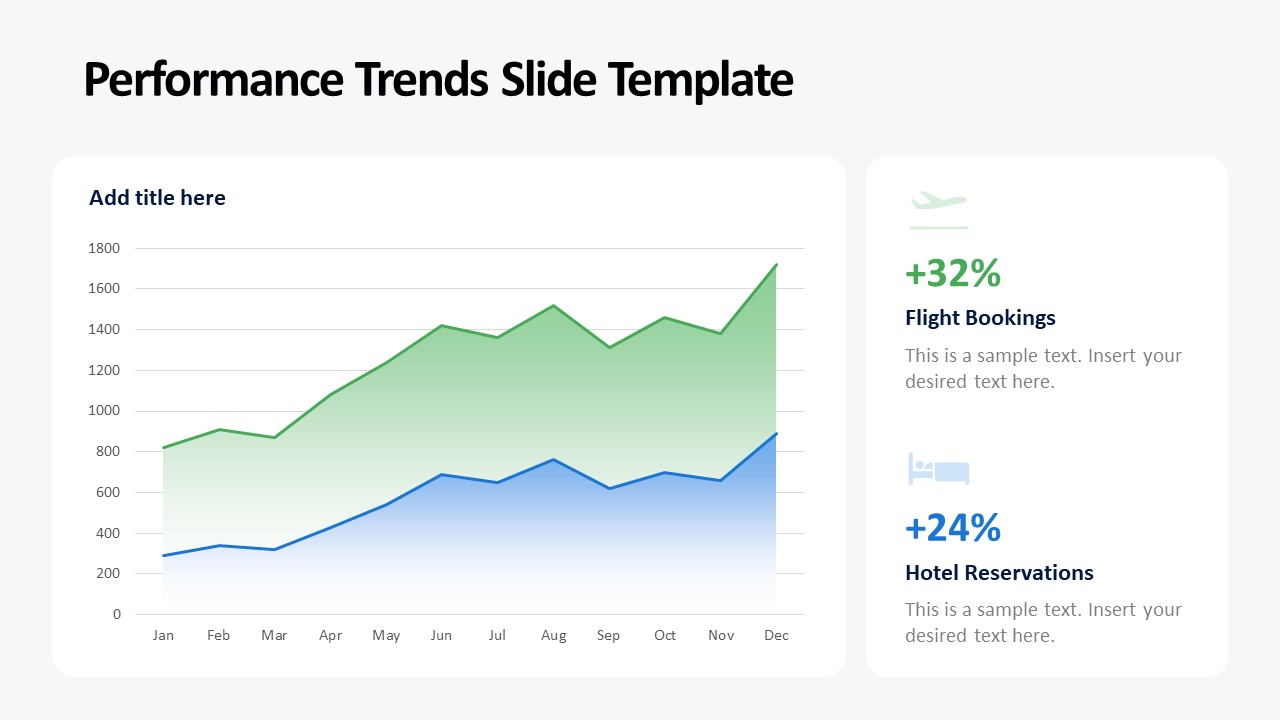 Performance Trends Slide Template
Add title here
1800
1600
1400
1200
1000
800
600
400
200
0
Jan Feb Mar Apr May Jun Jul Aug Sep Oct Nov Dec
+32%
Flight Bookings
This is a sample text. Insert your
desired text here.
+24%
Hotel Reservations
This is a sample text. Insert your
desired text here.